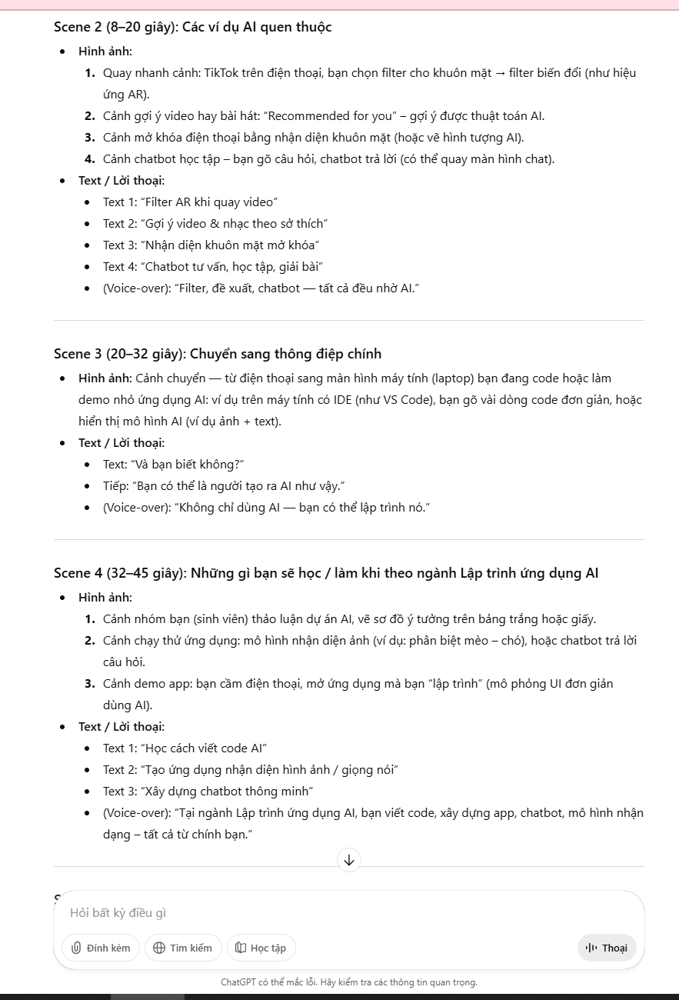 Scene 2 (8–20 giây): Các ví dụ AI quen thuộc
• Hình ảnh:
1. Quay nhanh cảnh: TikTok trên điện thoại, bạn chọn filter cho khuôn mặt → filter biến đổi (như hiệu
ứng AR).
2. Cảnh gợi ý video hay bài hát: “Recommended for you” – gợi ý được thuật toán AI.
3. Cảnh mở khóa điện thoại bằng nhận diện khuôn mặt (hoặc vẽ hình tượng AI).
4. Cảnh chatbot học tập – bạn gõ câu hỏi, chatbot trả lời (có thể quay màn hình chat).
• Text / Lời thoại:
• Text 1: “Filter AR khi quay video”
• Text 2: “Gợi ý video & nhạc theo sở thích”
• Text 3: “Nhận diện khuôn mặt mở khóa”
• Text 4: “Chatbot tư vấn, học tập, giải bài”
• (Voice-over): “Filter, đề xuất, chatbot — tất cả đều nhờ AI.”
Scene 3 (20–32 giây): Chuyển sang thông điệp chính
• Hình ảnh: Cảnh chuyển — từ điện thoại sang màn hình máy tính (laptop) bạn đang code hoặc làm
demo nhỏ ứng dụng AI: ví dụ trên máy tính có IDE (như VS Code), bạn gõ vài dòng code đơn giản, hoặc
hiển thị mô hình AI (ví dụ ảnh + text).
• Text / Lời thoại:
• Text: “Và bạn biết không?”
• Tiếp: “Bạn có thể là người tạo ra AI như vậy.”
• (Voice-over): “Không chỉ dùng AI — bạn có thể lập trình nó.”
Scene 4 (32–45 giây): Những gì bạn sẽ học / làm khi theo ngành Lập trình ứng dụng AI
• Hình ảnh:
1. Cảnh nhóm bạn (sinh viên) thảo luận dự án AI, vẽ sơ đồ ý tưởng trên bảng trắng hoặc giấy.
2. Cảnh chạy thử ứng dụng: mô hình nhận diện ảnh (ví dụ: phân biệt mèo – chó), hoặc chatbot trả lời
câu hỏi.
3. Cảnh demo app: bạn cầm điện thoại, mở ứng dụng mà bạn “lập trình” (mô phỏng UI đơn giản
dùng AI).
• Text / Lời thoại:
• Text 1: “Học cách viết code AI”
• Text 2: “Tạo ứng dụng nhận diện hình ảnh / giọng nói”
• Text 3: “Xây dựng chatbot thông minh”
• (Voice-over): “Tại ngành Lập trình ứng dụng AI, bạn viết code, xây dựng app, chatbot, mô hình nhận
dạng – tất cả từ chính bạn.”
Hỏi bất kỳ điều gì
Đính kèm
Tìm kiếm
Học tập
Thoại
ChatGPT có thể mắc lỗi. Hãy kiểm tra các thông tin quan trọng.